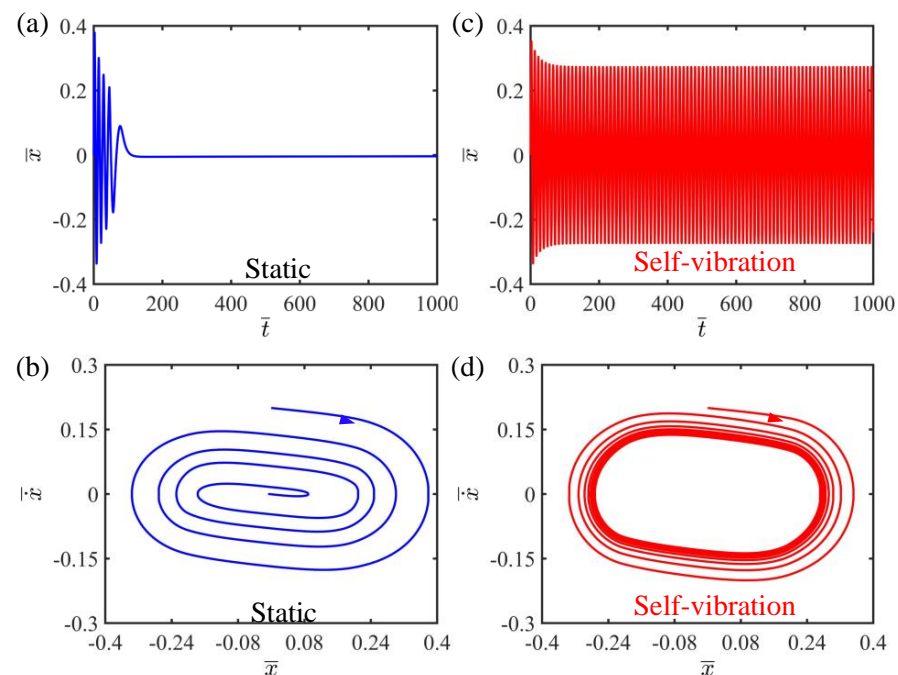 (a)
0.4
0.2
0
-0.2
-0.4
x̅
Static
0 200 400 600 800 1000
t̅
(c)
0.4
0.2
0
-0.2
-0.4
x̅
Self-vibration
0 200 400 600 800 1000
t̅
(b)
0.3
0.15
0
-0.15
-0.3
ẋ̅
Static
-0.4 -0.24 -0.08 0.08 0.24 0.4
x̅
(d)
0.3
0.15
0
-0.15
-0.3
ẋ̅
Self-vibration
-0.4 -0.24 -0.08 0.08 0.24 0.4
x̅